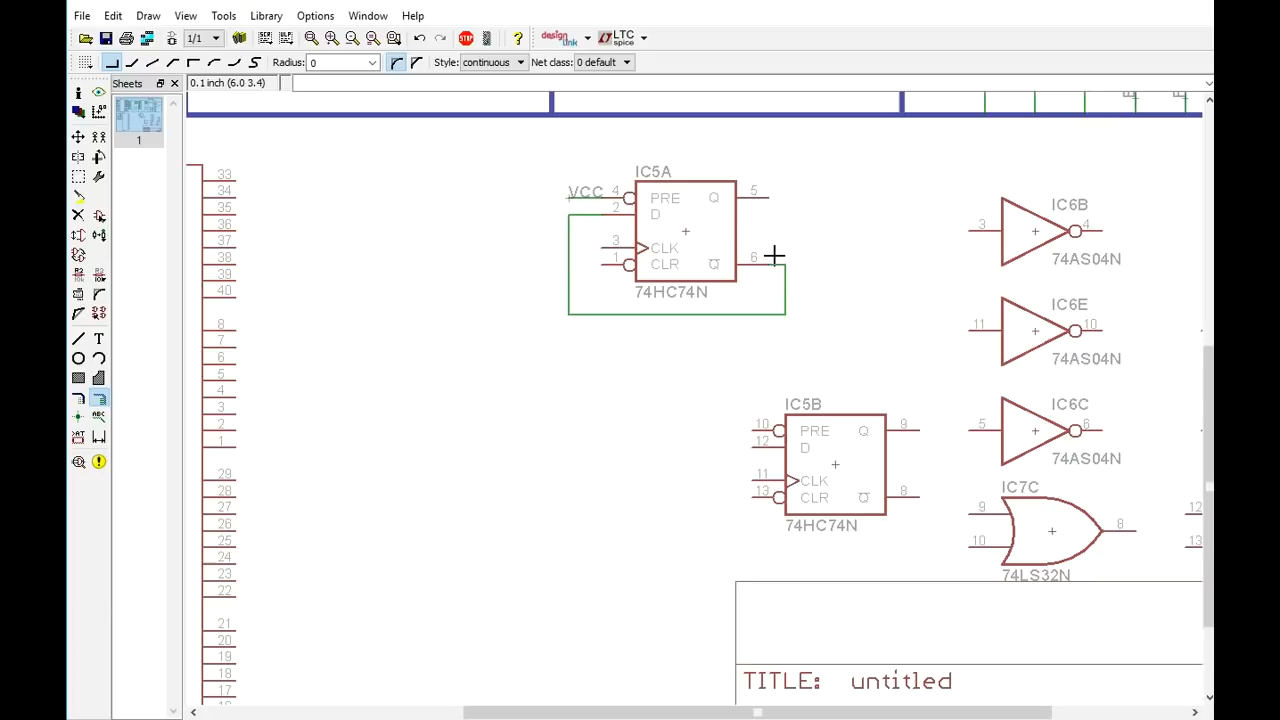 File Edit Draw View Tools Library Options Window Help
1/1 design link LTC spice
Radius: 0 Style: continuous Net class: 0 default
Sheets 0.1 inch (6.0 3.4)
1
33
34
35
36
37
38
39
40
8
7
6
5
4
3
2
1
29
28
27
26
25
24
23
22
21
20
19
18
17
IC5A
VCC 4 PRE Q 5
2 D
3 CLK
1 CLR Q 6
74HC74N
IC5B
10 PRE Q 9
12 D
11 CLK
13 CLR Q 8
74HC74N
IC6B
3 4
74AS04N
IC6E
11 10
74AS04N
IC6C
5 6
74AS04N
IC7C
9 8
10
74LS32N
12
13
TITLE: untitled